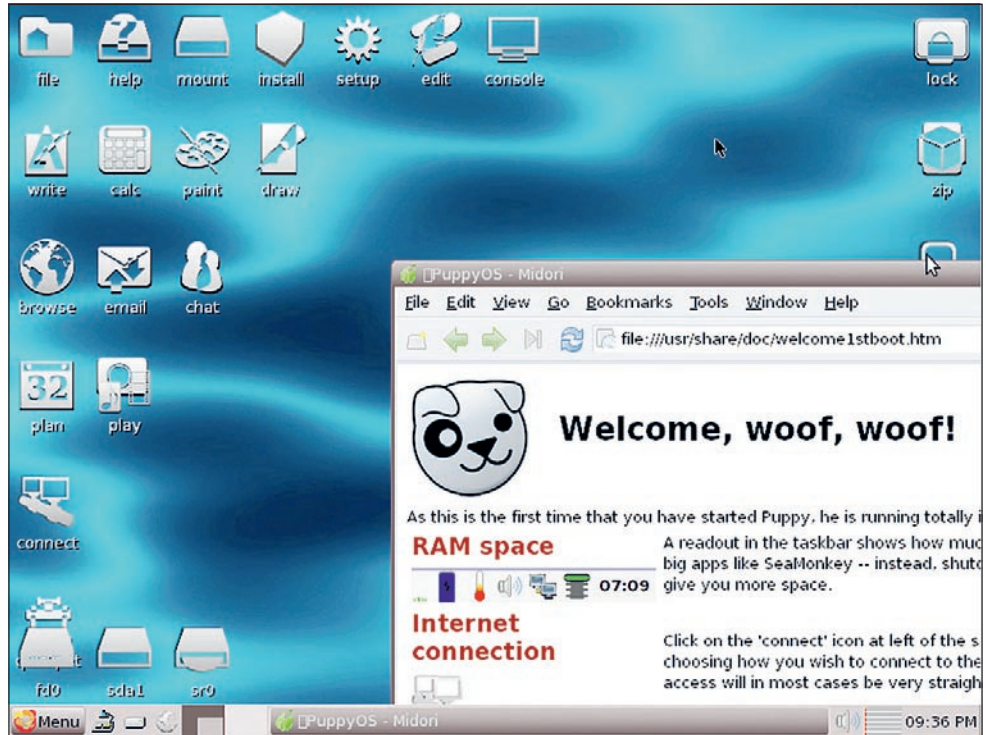 file help mount install setup edit console lock
write calc paint draw zip
browse email chat
plan play
32
connect
fd0 sda1 sr0
PuppyOS - Midori
File Edit View Go Bookmarks Tools Window Help
file:///usr/share/doc/welcome1stboot.htm
Welcome, woof, woof!
As this is the first time that you have started Puppy, he is running totally i
RAM space
A readout in the taskbar shows how muc
big apps like SeaMonkey -- instead, shutd
give you more space.
07:09
Internet
connection
Click on the 'connect' icon at left of the s
choosing how you wish to connect to the
access will in most cases be very straigh
Menu PuppyOS - Midori 09:36 PM